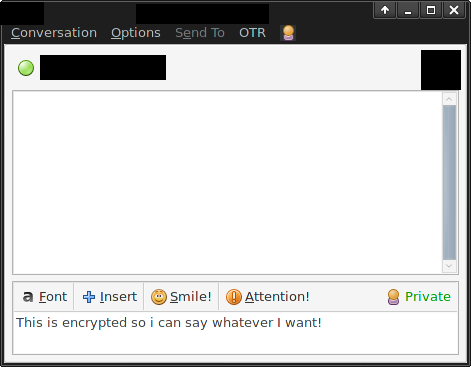 Conversation Options Send To OTR
Font Insert Smile! Attention! Private
This is encrypted so i can say whatever I want!